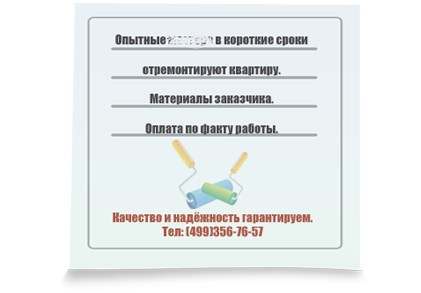 Опытные в короткие сроки
отремонтируют квартиру.
Материалы заказчика.
Оплата по факту работы.
Качество и надёжность гарантируем.
Тел: (499)356-76-57